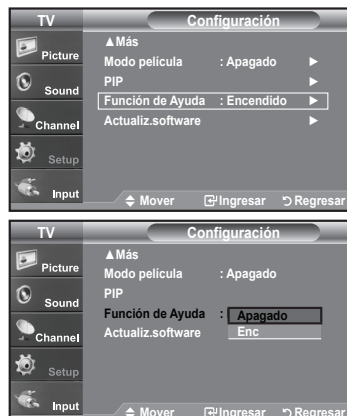 TV Configuración
▲Más
Picture
Modo película : Apagado ►
PIP ►
Sound
Función de Ayuda : Encendido ►
Channel
Actualiz.software ►
Setup
Input
Mover Ingresar Regresar
TV Configuración
▲Más
Picture
Modo película : Apagado
PIP
Sound
Función de Ayuda : Apagado
Channel
Actualiz.software Enc
Setup
Input
Mover Ingresar Regresar